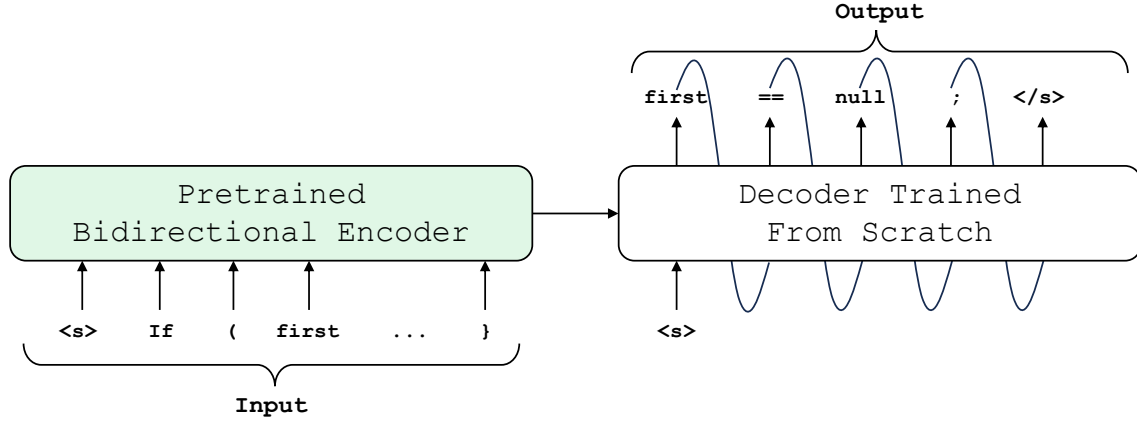 Output
first == null ; </s>
Pretrained
Bidirectional Encoder
Decoder Trained
From Scratch
<s> If ( first ... }
<s>
Input